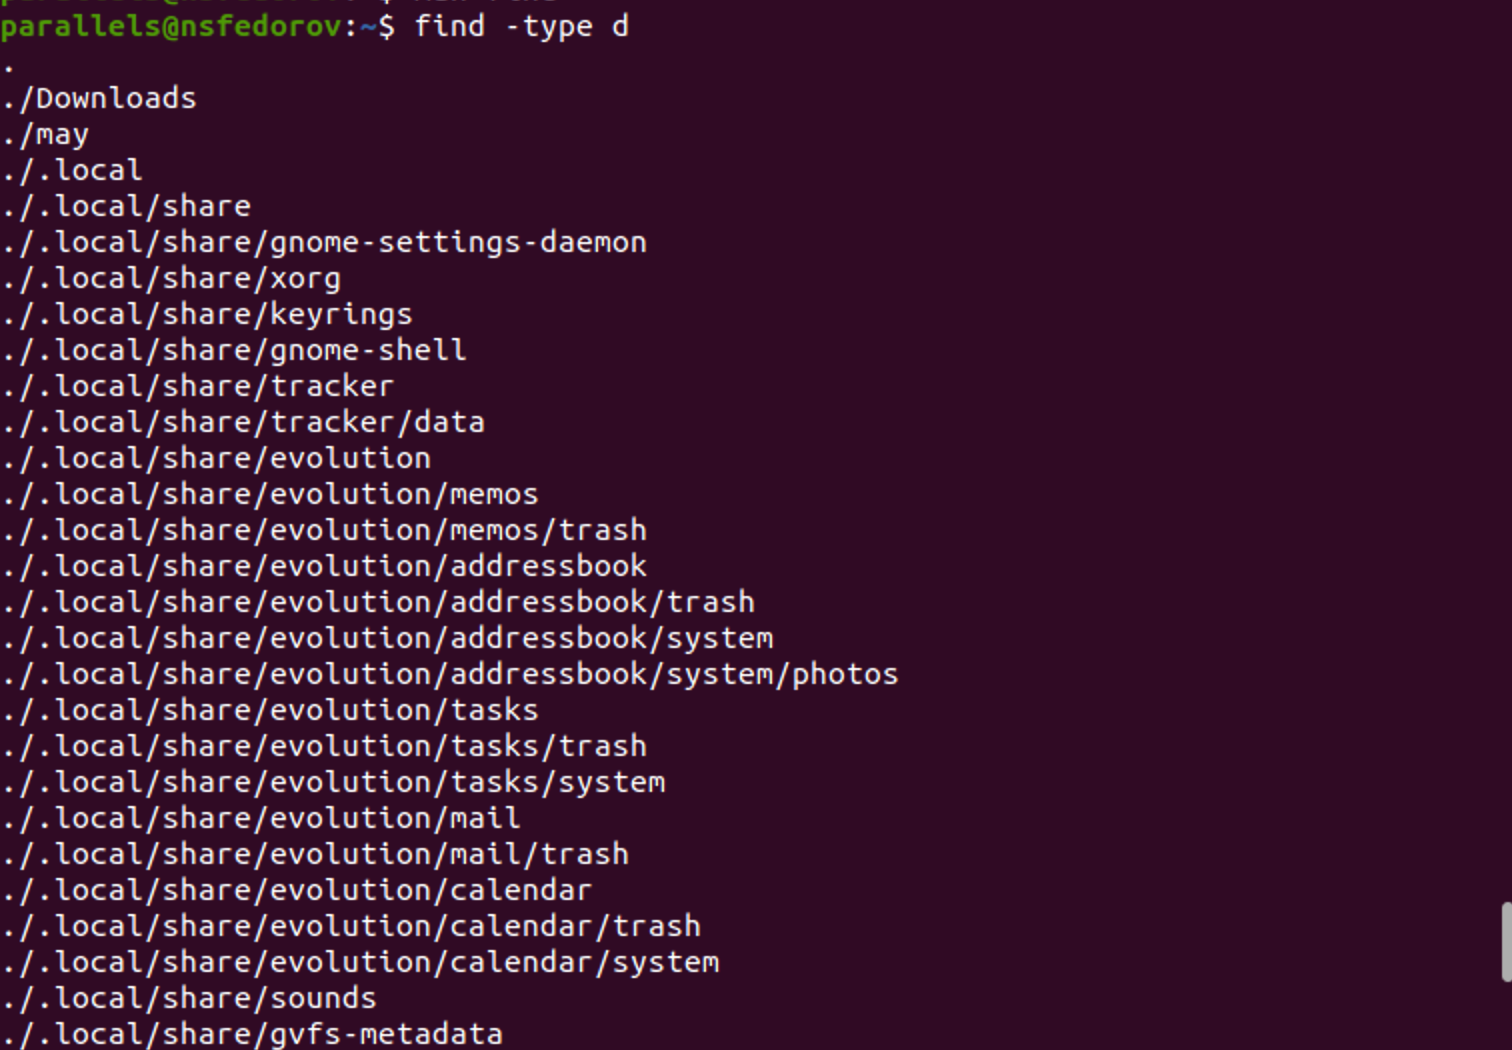 parallels@nsfedorov:~$ find -type d
.
./Downloads
./may
./.local
./.local/share
./.local/share/gnome-settings-daemon
./.local/share/xorg
./.local/share/keyrings
./.local/share/gnome-shell
./.local/share/tracker
./.local/share/tracker/data
./.local/share/evolution
./.local/share/evolution/memos
./.local/share/evolution/memos/trash
./.local/share/evolution/addressbook
./.local/share/evolution/addressbook/trash
./.local/share/evolution/addressbook/system
./.local/share/evolution/addressbook/system/photos
./.local/share/evolution/tasks
./.local/share/evolution/tasks/trash
./.local/share/evolution/tasks/system
./.local/share/evolution/mail
./.local/share/evolution/mail/trash
./.local/share/evolution/calendar
./.local/share/evolution/calendar/trash
./.local/share/evolution/calendar/system
./.local/share/sounds
./.local/share/gvfs-metadata